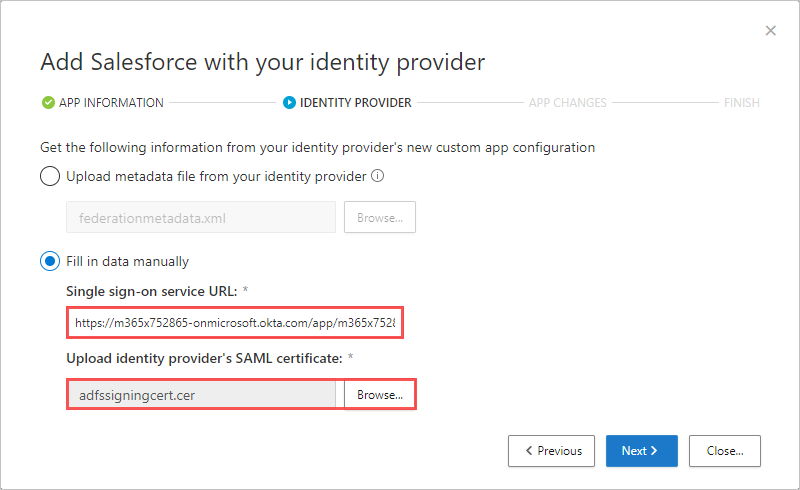 Add Salesforce with your identity provider
APP INFORMATION IDENTITY PROVIDER APP CHANGES FINISH
Get the following information from your identity provider's new custom app configuration
Upload metadata file from your identity provider
federationmetadata.xml Browse...
Fill in data manually
Single sign-on service URL: *
https://m365x752865-onmicrosoft.okta.com/app/m365x7528
Upload identity provider's SAML certificate: *
adfssigningcert.cer Browse...
Previous Next Close...